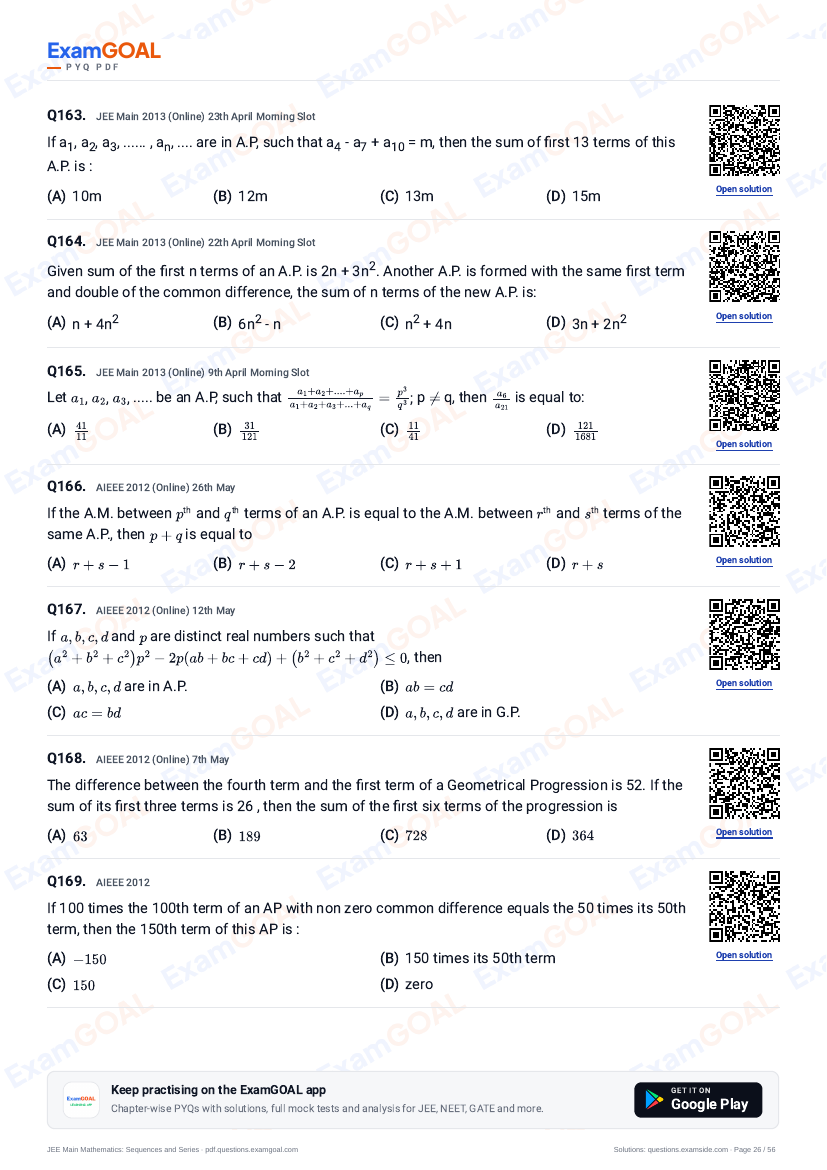 ExamGOAL
PYQ PDF
Q163. JEE Main 2013 (Online) 23th April Morning Slot
If a₁, a₂, a₃, ...... , aₙ, .... are in A.P, such that a₄ - a₇ + a₁₀ = m, then the sum of first 13 terms of this
A.P. is :
(A) 10m (B) 12m (C) 13m (D) 15m
Open solution
Q164. JEE Main 2013 (Online) 22th April Morning Slot
Given sum of the first n terms of an A.P. is 2n + 3n². Another A.P. is formed with the same first term
and double of the common difference, the sum of n terms of the new A.P. is:
(A) n + 4n² (B) 6n² - n (C) n² + 4n (D) 3n + 2n²
Open solution
Q165. JEE Main 2013 (Online) 9th April Morning Slot
Let a₁, a₂, a₃, ..... be an A.P, such that (a₁+a₂+....+aₚ)/(a₁+a₂+a₃+...+a_q) = p³/q³; p ≠ q, then a₆/a₂₁ is equal to:
(A) 41/11 (B) 31/121 (C) 11/41 (D) 121/1681
Open solution
Q166. AIEEE 2012 (Online) 26th May
If the A.M. between pᵗʰ and qᵗʰ terms of an A.P. is equal to the A.M. between rᵗʰ and sᵗʰ terms of the
same A.P., then p + q is equal to
(A) r + s − 1 (B) r + s − 2 (C) r + s + 1 (D) r + s
Open solution
Q167. AIEEE 2012 (Online) 12th May
If a, b, c, d and p are distinct real numbers such that
(a² + b² + c²)p² − 2p(ab + bc + cd) + (b² + c² + d²) ≤ 0, then
(A) a, b, c, d are in A.P. (B) ab = cd
(C) ac = bd (D) a, b, c, d are in G.P.
Open solution
Q168. AIEEE 2012 (Online) 7th May
The difference between the fourth term and the first term of a Geometrical Progression is 52. If the
sum of its first three terms is 26 , then the sum of the first six terms of the progression is
(A) 63 (B) 189 (C) 728 (D) 364
Open solution
Q169. AIEEE 2012
If 100 times the 100th term of an AP with non zero common difference equals the 50 times its 50th
term, then the 150th term of this AP is :
(A) −150 (B) 150 times its 50th term
(C) 150 (D) zero
Open solution
Keep practising on the ExamGOAL app
Chapter-wise PYQs with solutions, full mock tests and analysis for JEE, NEET, GATE and more.
GET IT ON
Google Play
JEE Main Mathematics: Sequences and Series · pdf.questions.examgoal.com
Solutions: questions.examside.com · Page 26 / 56